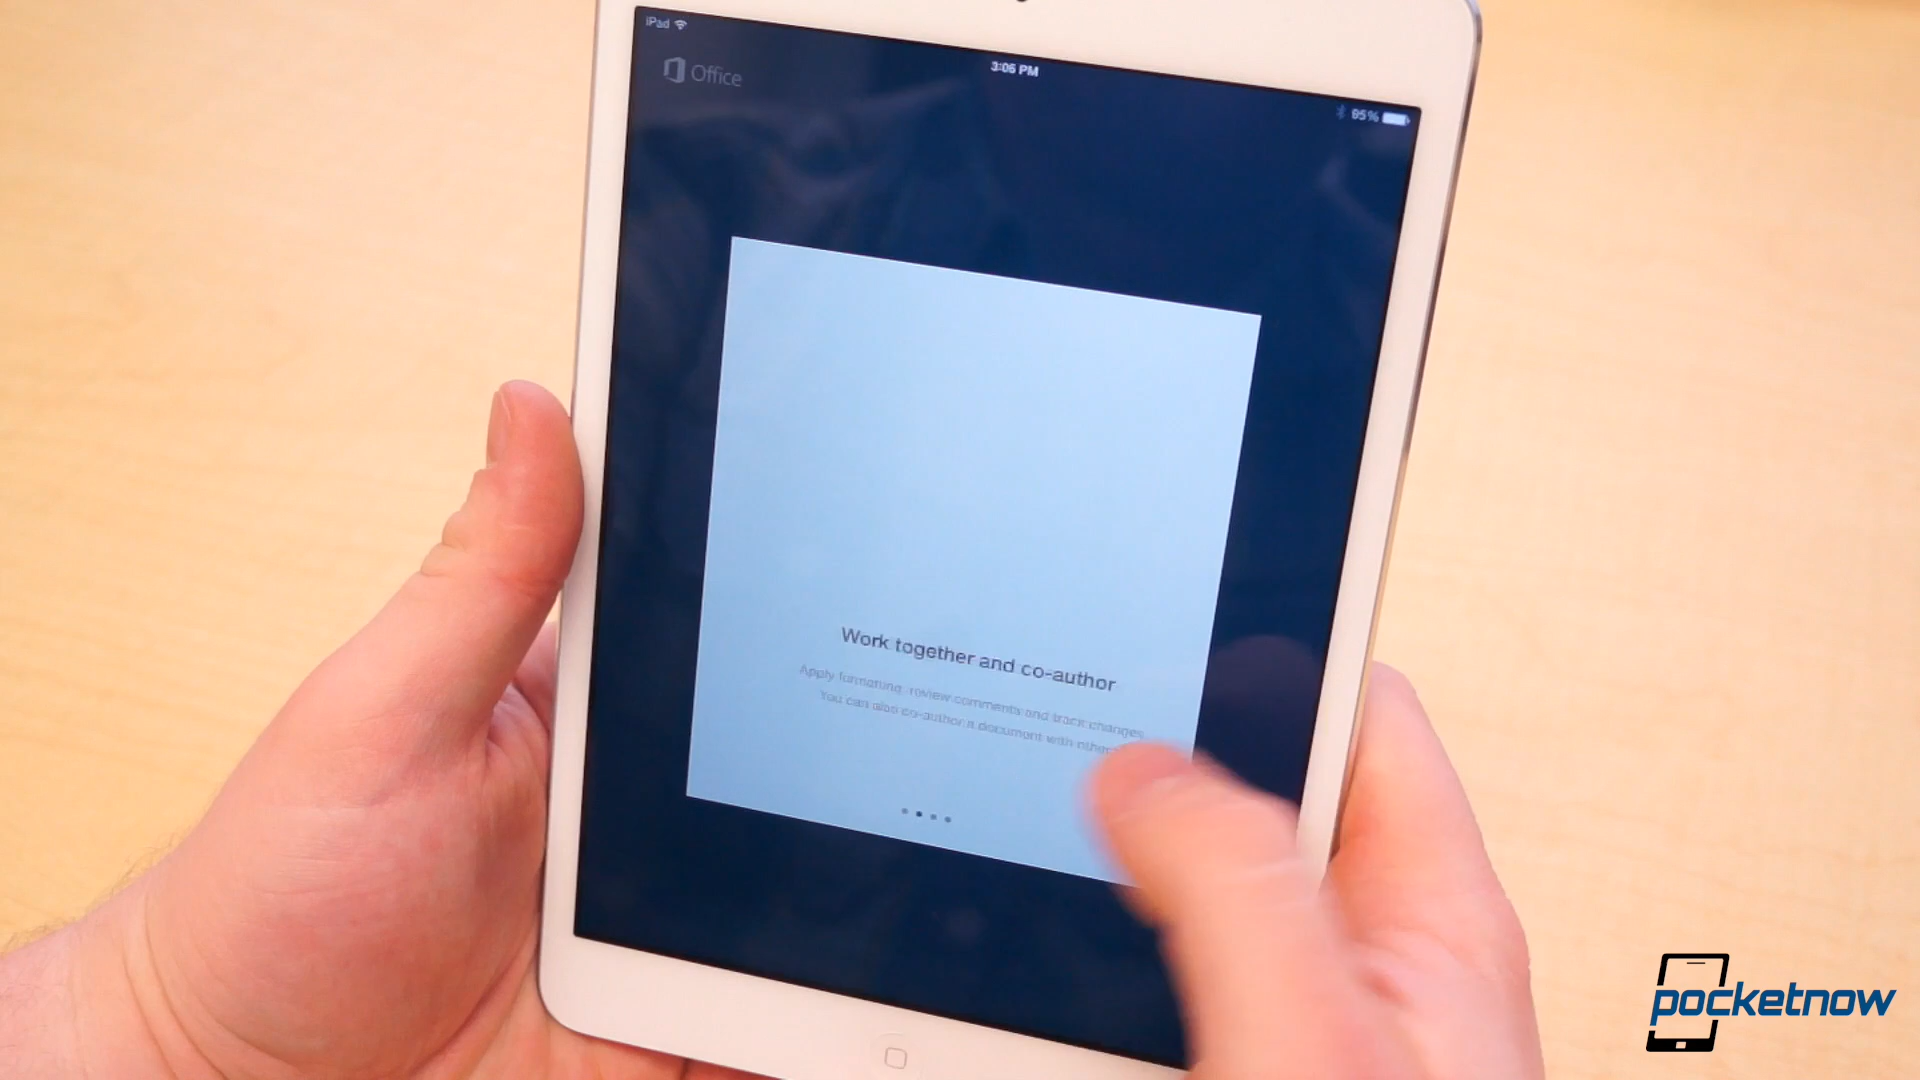 iPad
Office
3:06 PM
95%
Work together and co-author
Apply formatting, review comments and track changes.
You can also co-author a document with other
pocketnow